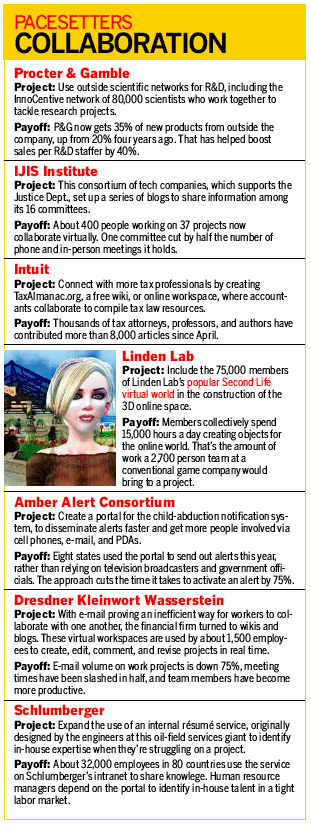 PACESETTERS
COLLABORATION
Procter & Gamble
Project: Use outside scientific networks for R&D, including the
InnoCentive network of 80,000 scientists who work together to
tackle research projects.
Payoff: P&G now gets 35% of new products from outside the
company, up from 20% four years ago. That has helped boost
sales per R&D staffer by 40%.
IJIS Institute
Project: This consortium of tech companies, which supports the
Justice Dept., set up a series of blogs to share information among
its 16 committees.
Payoff: About 400 people working on 37 projects now
collaborate virtually. One committee cut by half the number of
phone and in-person meetings it holds.
Intuit
Project: Connect with more tax professionals by creating
TaxAlmanac.org, a free wiki, or online workspace, where account-
ants collaborate to compile tax law resources.
Payoff: Thousands of tax attorneys, professors, and authors have
contributed more than 8,000 articles since April.
Linden Lab
Project: Include the 75,000 members
of Linden Lab's popular Second Life
virtual world in the construction of the
3D online space.
Payoff: Members collectively spend
15,000 hours a day creating objects for
the online world. That's the amount of
work a 2,700 person team at a
conventional game company would
bring to a project.
Amber Alert Consortium
Project: Create a portal for the child-abduction notification sys-
tem, to disseminate alerts faster and get more people involved via
cell phones, e-mail, and PDAs.
Payoff: Eight states used the portal to send out alerts this year,
rather than relying on television broadcasters and government offi-
cials. The approach cuts the time it takes to activate an alert by 75%.
Dresdner Kleinwort Wasserstein
Project: With e-mail proving an inefficient way for workers to col-
laborate with one another, the financial firm turned to wikis and
blogs. These virtual workspaces are used by about 1,500 employ-
ees to create, edit, comment, and revise projects in real time.
Payoff: E-mail volume on work projects is down 75%, meeting
times have been slashed in half, and team members have become
more productive.
Schlumberger
Project: Expand the use of an internal résumé service, originally
designed by the engineers at this oil-field services giant to identify
in-house expertise when they're struggling on a project.
Payoff: About 32,000 employees in 80 countries use the service
on Schlumberger's intranet to share knowlege. Human resource
managers depend on the portal to identify in-house talent in a tight
labor market.